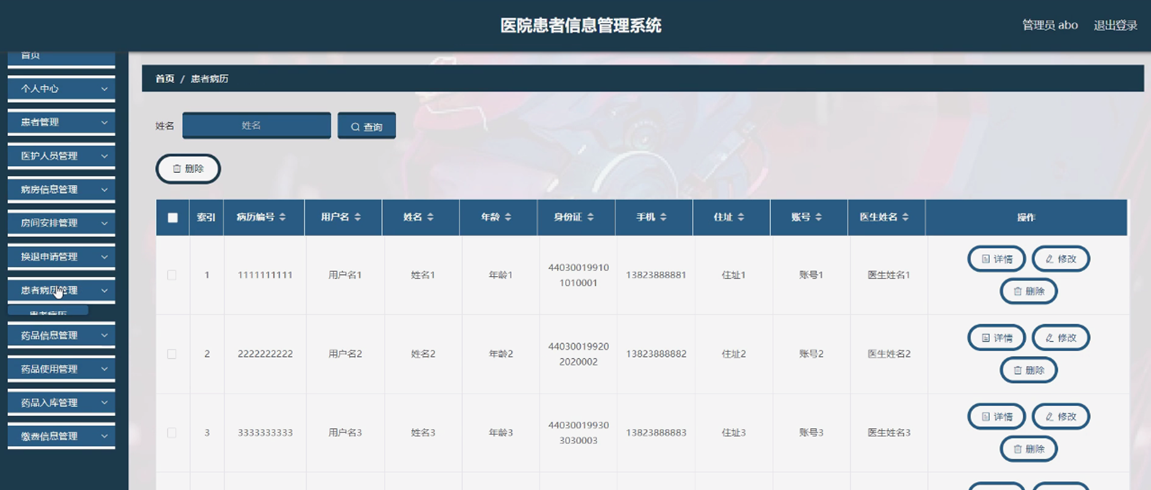 医院患者信息管理系统
管理员 abo 退出登录
首页
个人中心
患者管理
医护人员管理
病房信息管理
房间安排管理
换退申请管理
患者病历管理
患者病历
药品信息管理
药品使用管理
药品入库管理
缴费信息管理
首页 / 患者病历
姓名 姓名 查询
删除
索引 病历编号 用户名 姓名 年龄 身份证 手机 住址 账号 医生姓名 操作
1 1111111111 用户名1 姓名1 年龄1 44030019910 13823888881 住址1 账号1 医生姓名1 详情 修改
1010001 删除
2 2222222222 用户名2 姓名2 年龄2 44030019920 13823888882 住址2 账号2 医生姓名2 详情 修改
2020002 删除
3 3333333333 用户名3 姓名3 年龄3 44030019930 13823888883 住址3 账号3 医生姓名3 详情 修改
3030003 删除